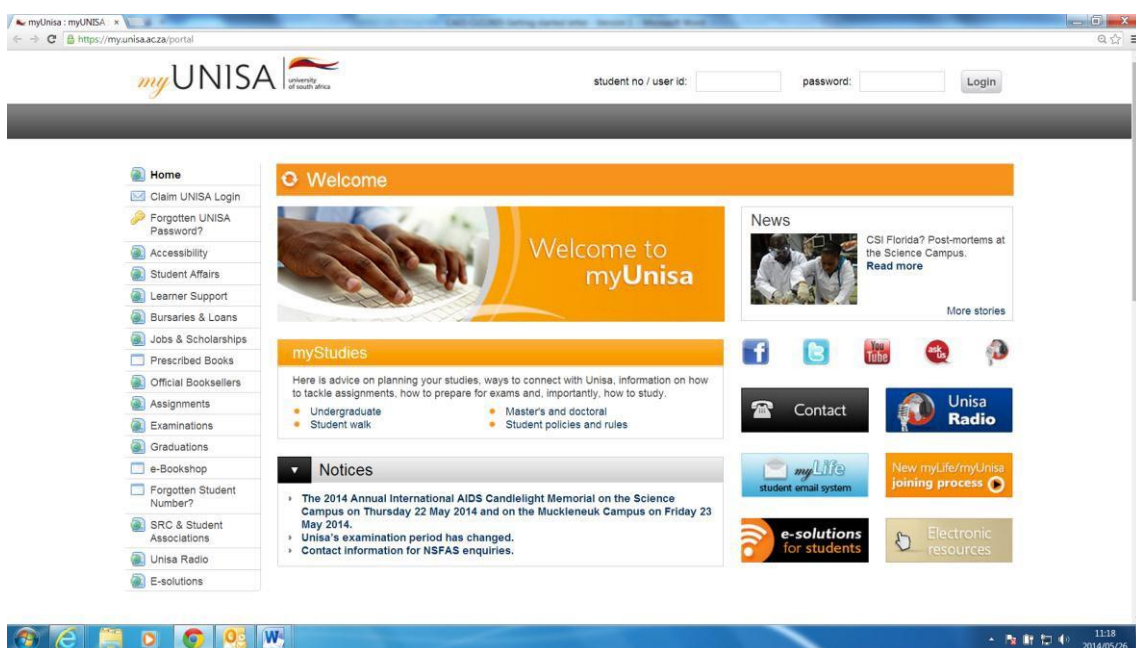 myUnisa : myUNISA :
https://my.unisa.ac.za/portal
myUNISA
university
of south africa
student no / user id:
password:
Login
Home
Claim UNISA Login
Forgotten UNISA
Password?
Accessibility
Student Affairs
Learner Support
Bursaries & Loans
Jobs & Scholarships
Prescribed Books
Official Booksellers
Assignments
Examinations
Graduations
e-Bookshop
Forgotten Student
Number?
SRC & Student
Associations
Unisa Radio
E-solutions
Welcome
Welcome to
myUnisa
myStudies
Here is advice on planning your studies, ways to connect with Unisa, information on how
to tackle assignments, how to prepare for exams and, importantly, how to study.
Undergraduate
Master's and doctoral
Student walk
Student policies and rules
Notices
The 2014 Annual International AIDS Candlelight Memorial on the Science
Campus on Thursday 22 May 2014 and on the Muckleneuk Campus on Friday 23
May 2014.
Unisa's examination period has changed.
Contact information for NSFAS enquiries.
News
CSI Florida? Post-mortems at
the Science Campus.
Read more
More stories
You
Tube
ask
us
Contact
Unisa
Radio
myLife
student email system
New myLife/myUnisa
joining process
e-solutions
for students
Electronic
resources
11:18
2014/05/26